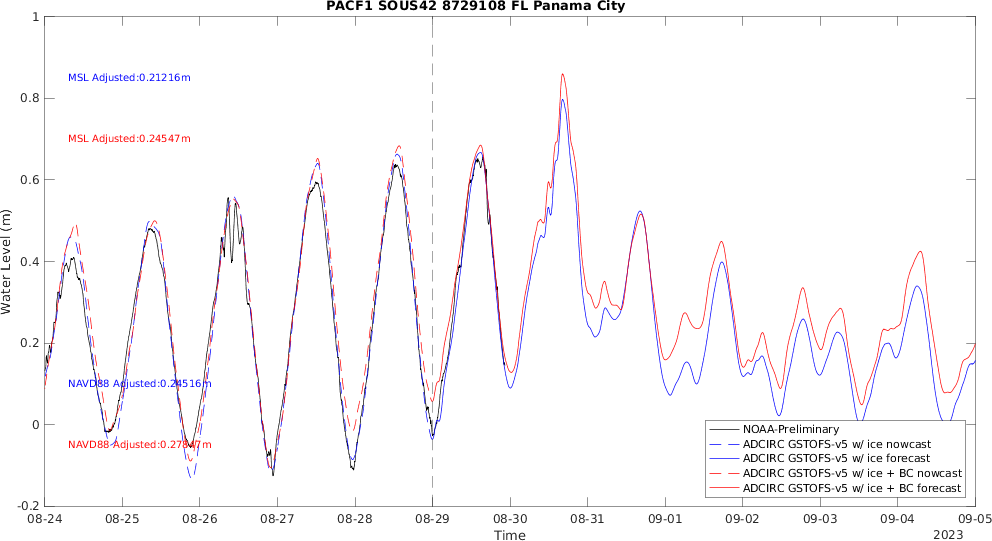 PACF1 SOUS42 8729108 FL Panama City
1
0.8
0.6
0.4
0.2
0
-0.2
Water Level (m)
MSL Adjusted:0.21216m
MSL Adjusted:0.24547m
NAVD88 Adjusted:0.24516m
NOAA-Preliminary
ADCIRC GSTOFS-v5 w/ ice nowcast
ADCIRC GSTOFS-v5 w/ ice forecast
ADCIRC GSTOFS-v5 w/ ice + BC nowcast
ADCIRC GSTOFS-v5 w/ ice + BC forecast
NAVD88 Adjusted:
08-24 08-25 08-26 08-27 08-28 08-29 08-30 08-31 09-01 09-02 09-03 09-04 09-05
Time
2023